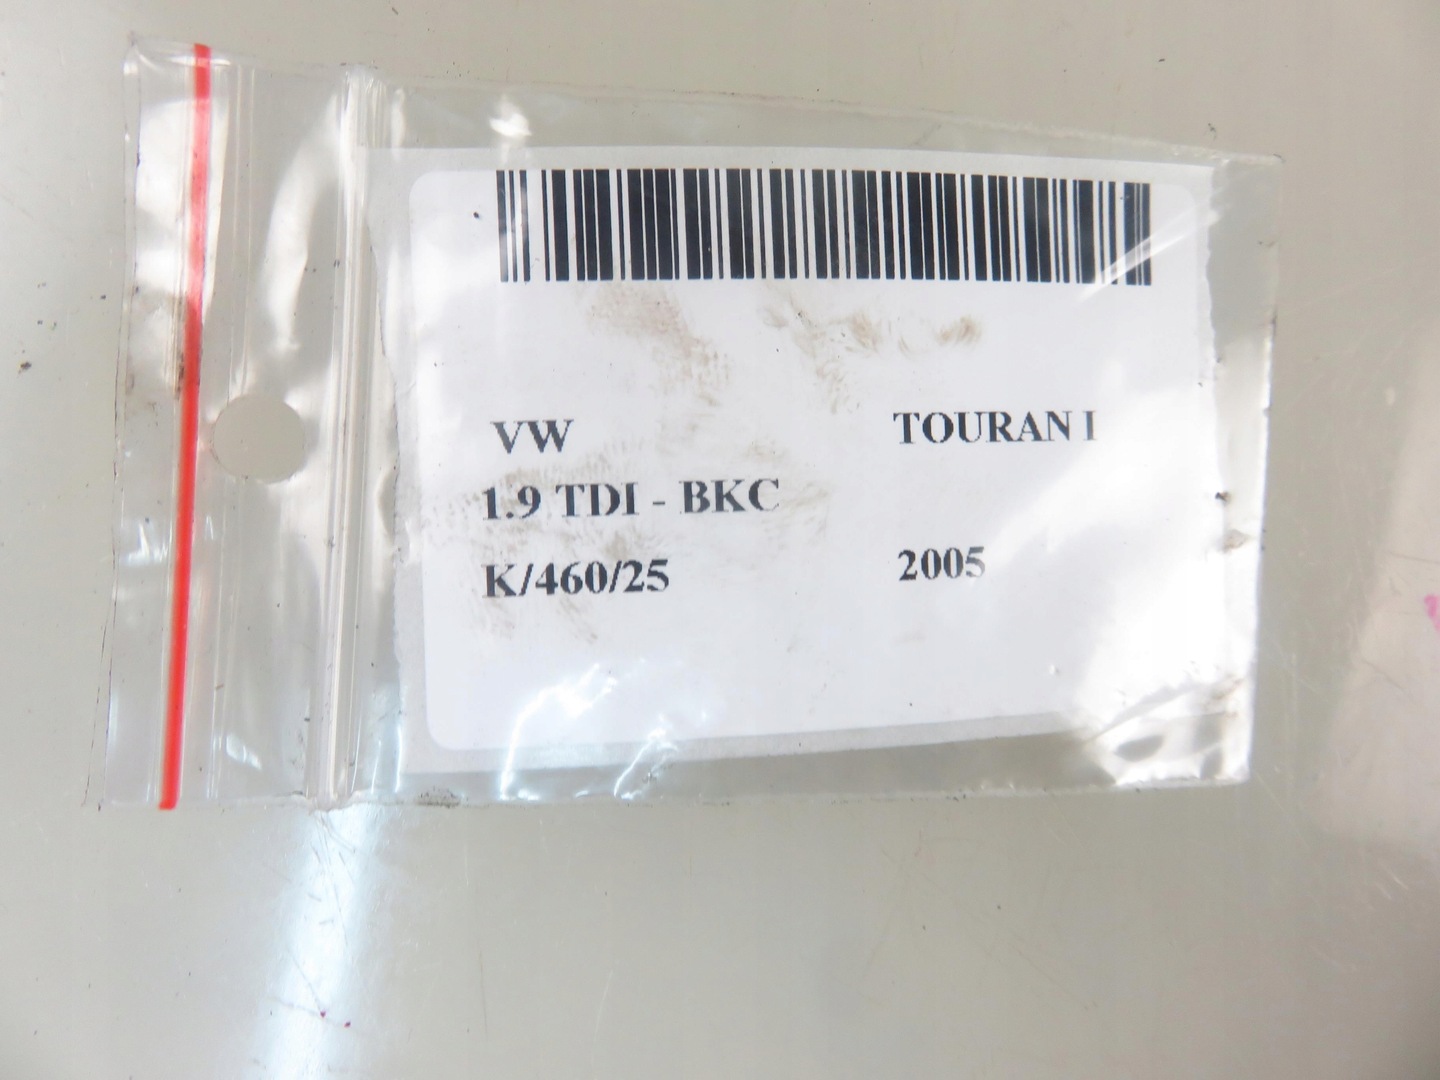 VW TOURAN I
1.9 TDI - BKC
K/460/25 2005